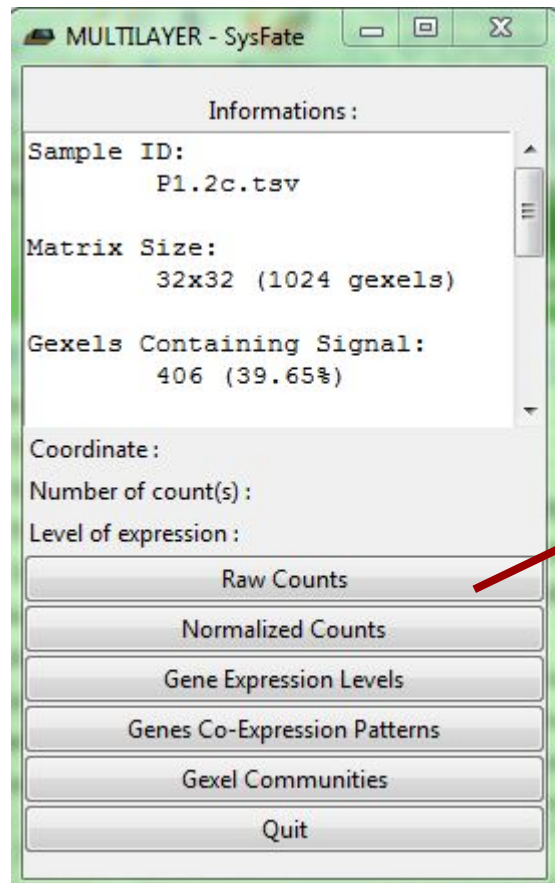 MULTILAYER - SysFate
Informations :
Sample ID:
P1.2c.tsv
Matrix Size:
32x32 (1024 gexels)
Gexels Containing Signal:
406 (39.65%)
Coordinate :
Number of count(s) :
Level of expression :
Raw Counts
Normalized Counts
Gene Expression Levels
Genes Co-Expression Patterns
Gexel Communities
Quit